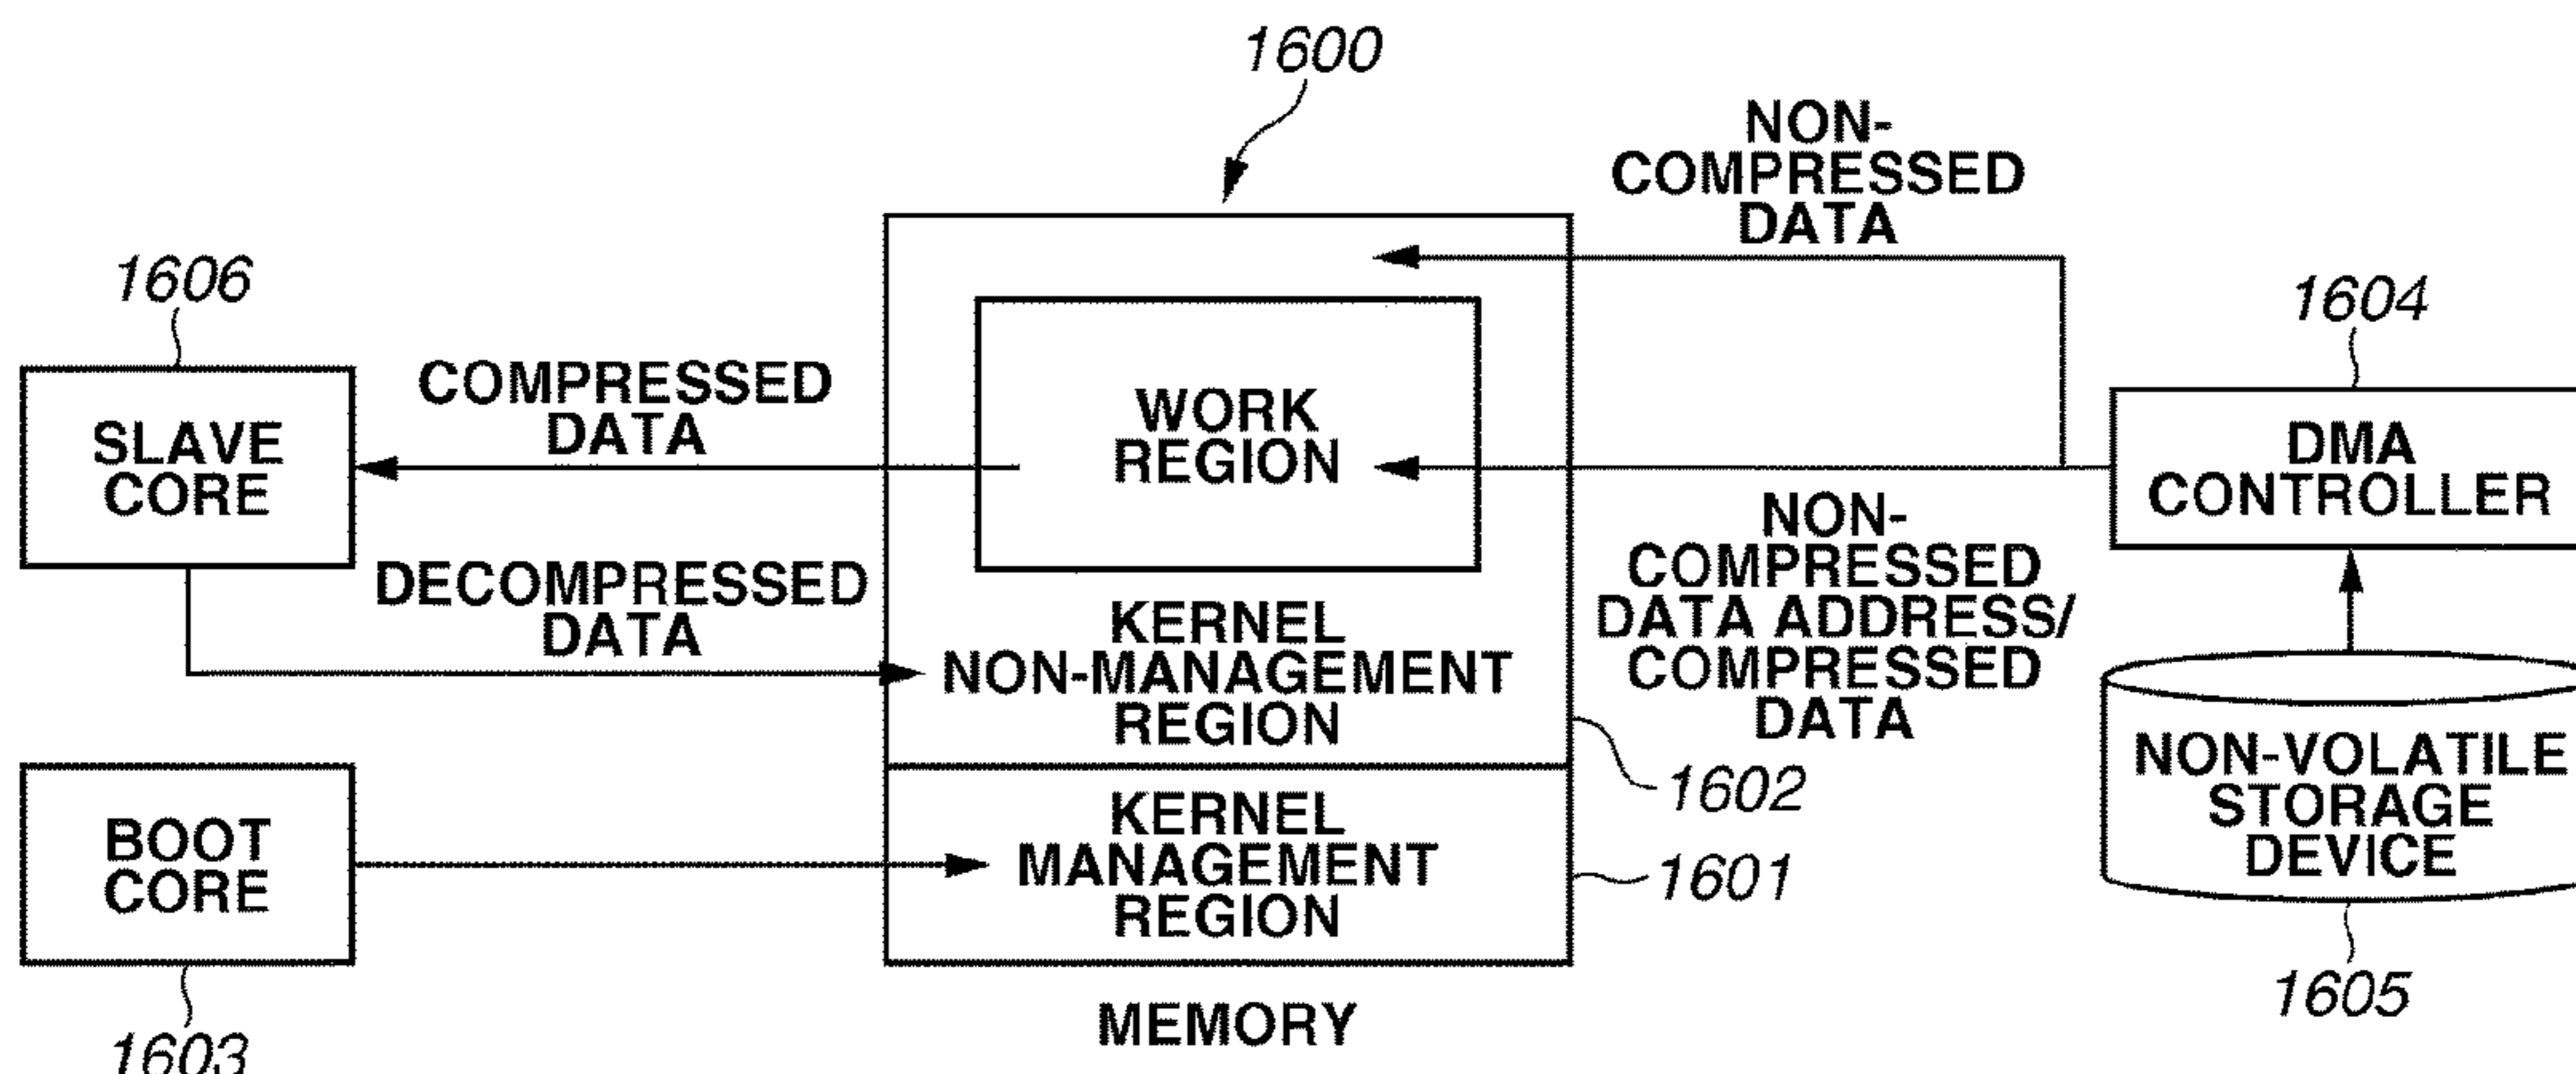 1600
NON-
COMPRESSED
DATA
1606
1604
COMPRESSED
DATA
SLAVE
CORE
WORK
REGION
DMA
CONTROLLER
DECOMPRESSED
DATA
NON-
COMPRESSED
DATA ADDRESS/
COMPRESSED
DATA
KERNEL
NON-MANAGEMENT
REGION
1602
NON-VOLATILE
STORAGE
DEVICE
BOOT
CORE
KERNEL
MANAGEMENT
REGION
1601
1605
1603
MEMORY